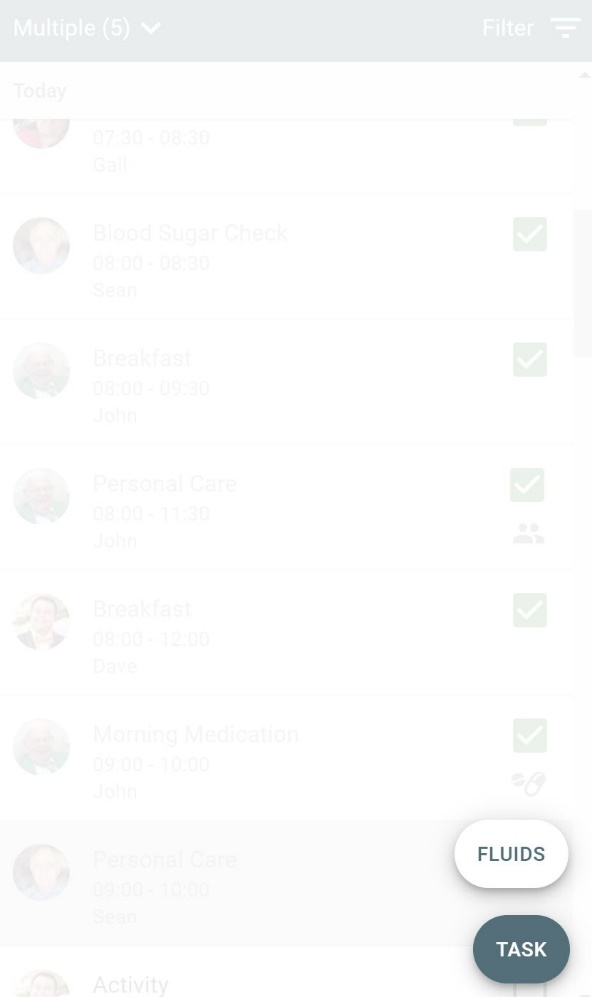 Multiple (5)
Filter
Today
07:30 - 08:30
Gail
Blood Sugar Check
08:00 - 08:30
Sean
Breakfast
08:00 - 09:30
John
Personal Care
08:00 - 11:30
John
Breakfast
08:00 - 12:00
Dave
Morning Medication
09:00 - 10:00
John
Personal Care
09:00 - 10:00
Sean
FLUIDS
TASK
Activity